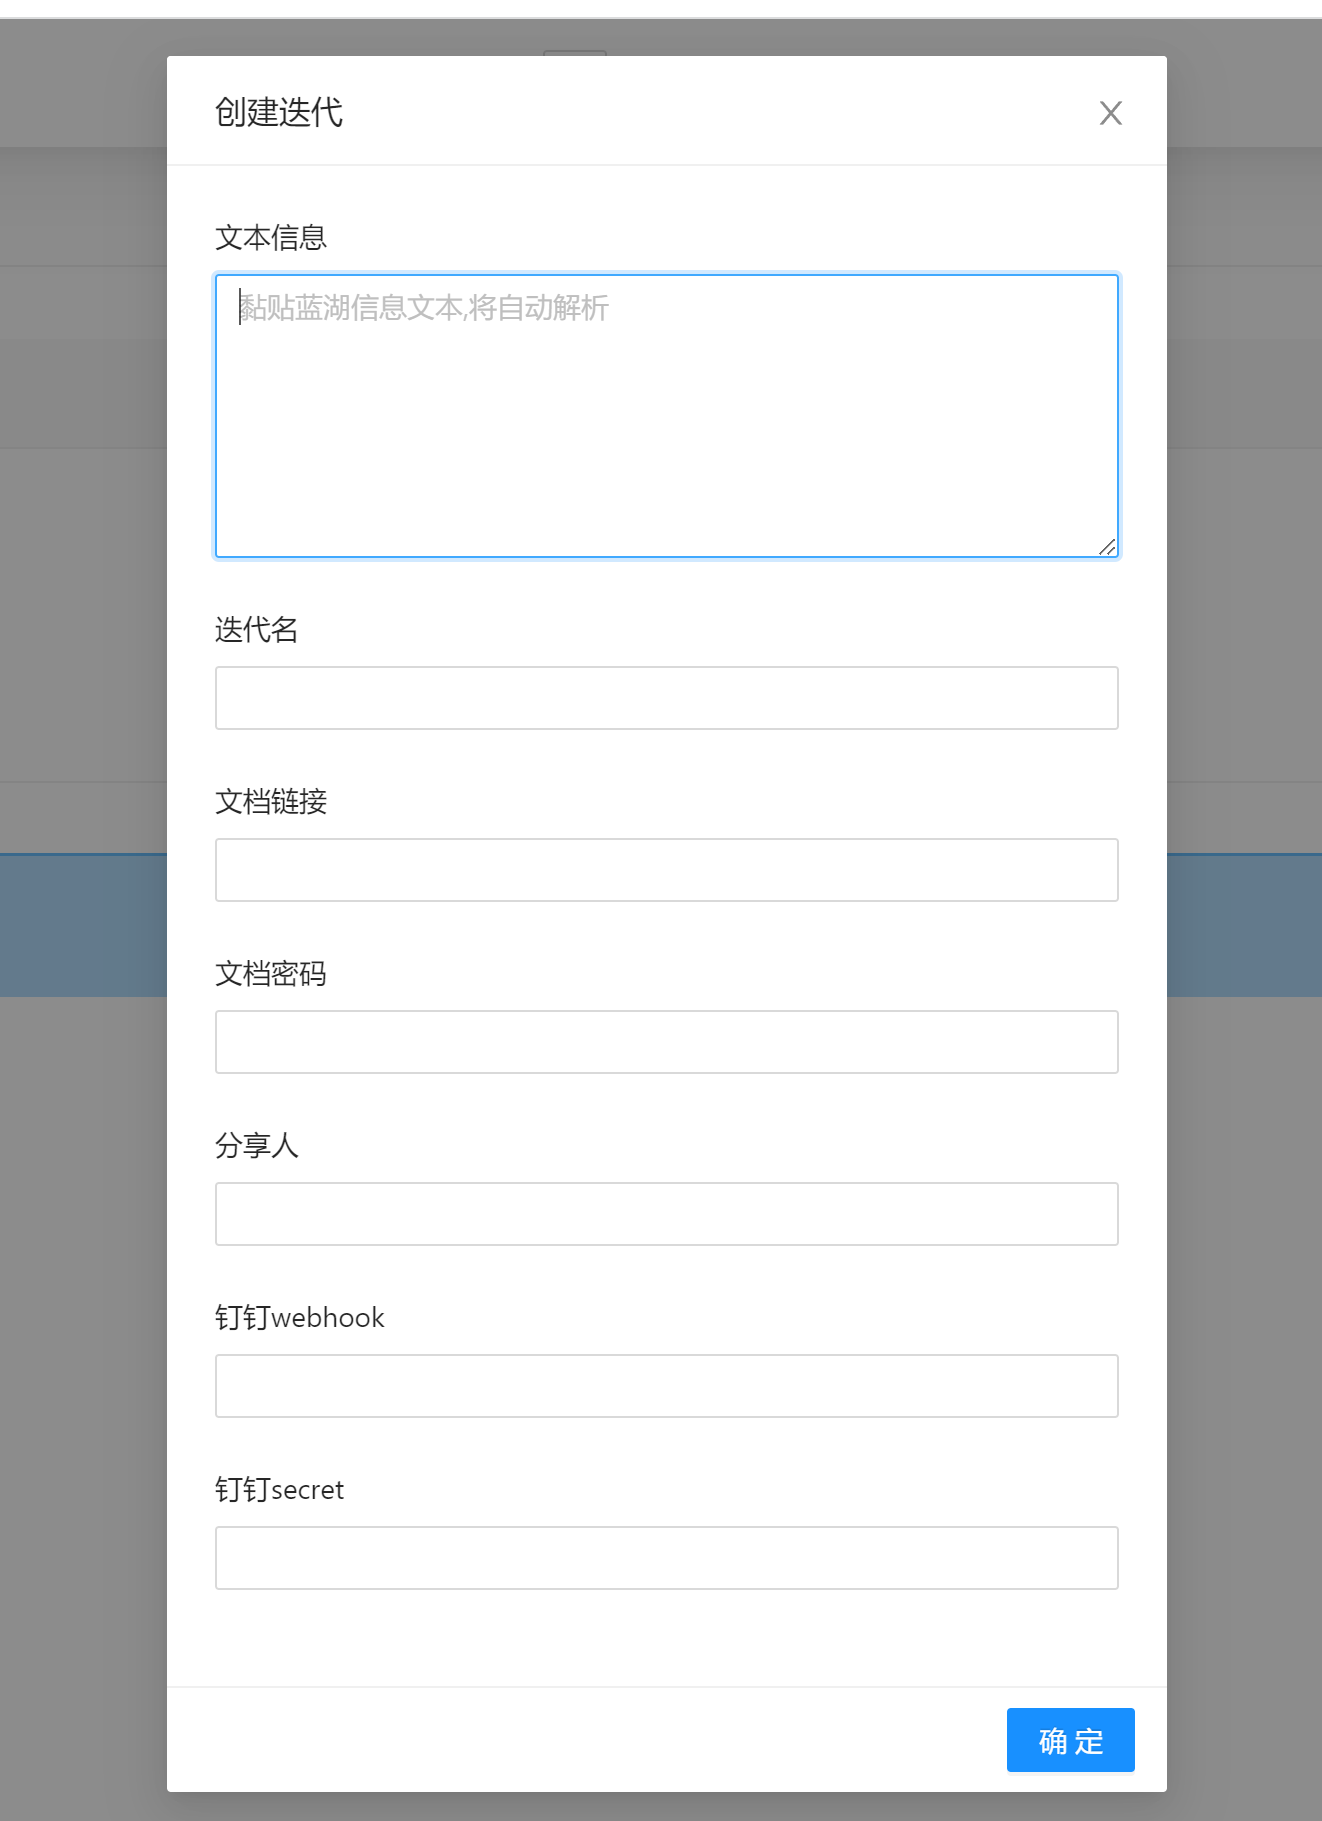 创建迭代
文本信息
黏贴蓝湖信息文本,将自动解析
迭代名
文档链接
文档密码
分享人
钉钉webhook
钉钉secret
确 定